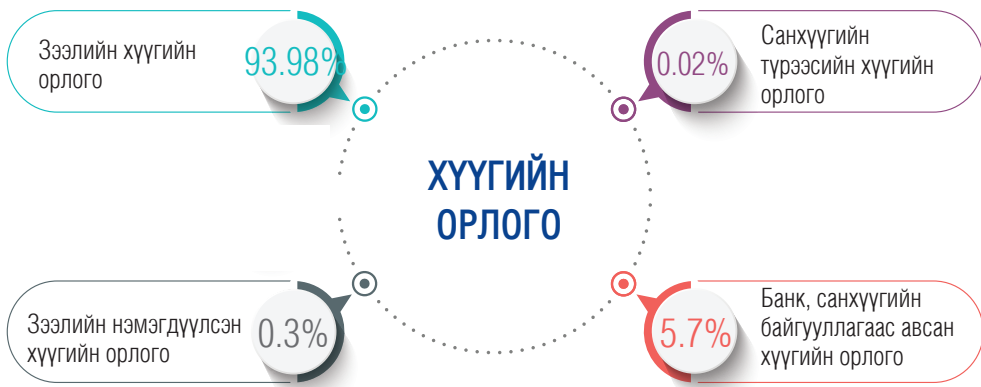 Зээлийн хүүгийн
орлого
93.98%
0.02%
Санхүүгийн
түрээсийн хүүгийн
орлого
ХҮҮГИЙН
ОРЛОГО
Зээлийн нэмэгдүүлсэн
хүүгийн орлого
0.3%
5.7%
Банк, санхүүгийн
байгууллагаас авсан
хүүгийн орлого